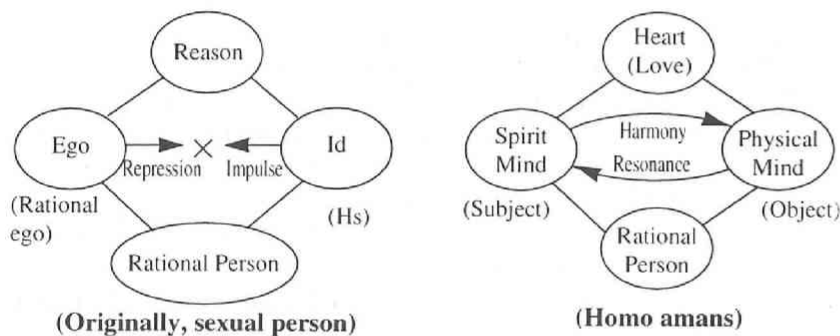 Reason
Ego
Id
Repression
Impulse
(Rational
ego)
(Hs)
Rational Person
(Originally, sexual person)
Heart
(Love)
Spirit
Mind
Harmony
Resonance
Physical
Mind
(Subject)
(Object)
Rational
Person
(Homo amans)